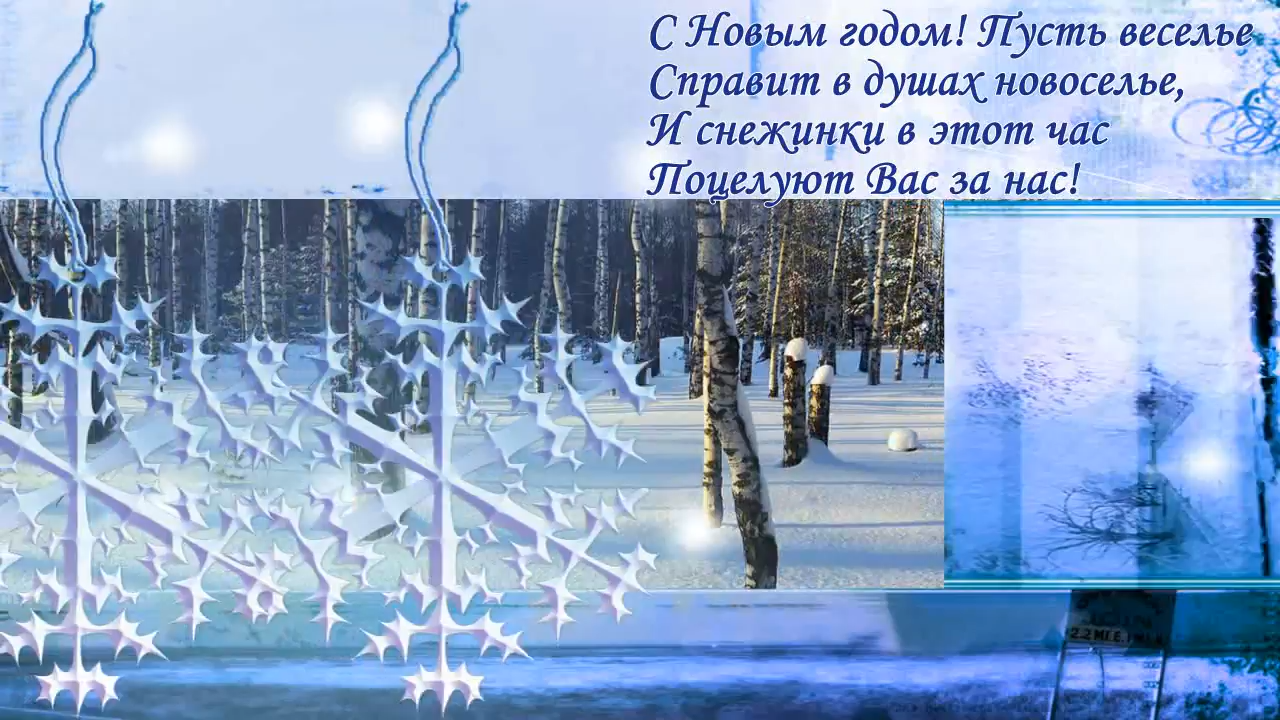 С Новым годом! Пусть веселье
Справит в душах новоселье,
И снежинки в этот час
Поцелуют Вас за нас!